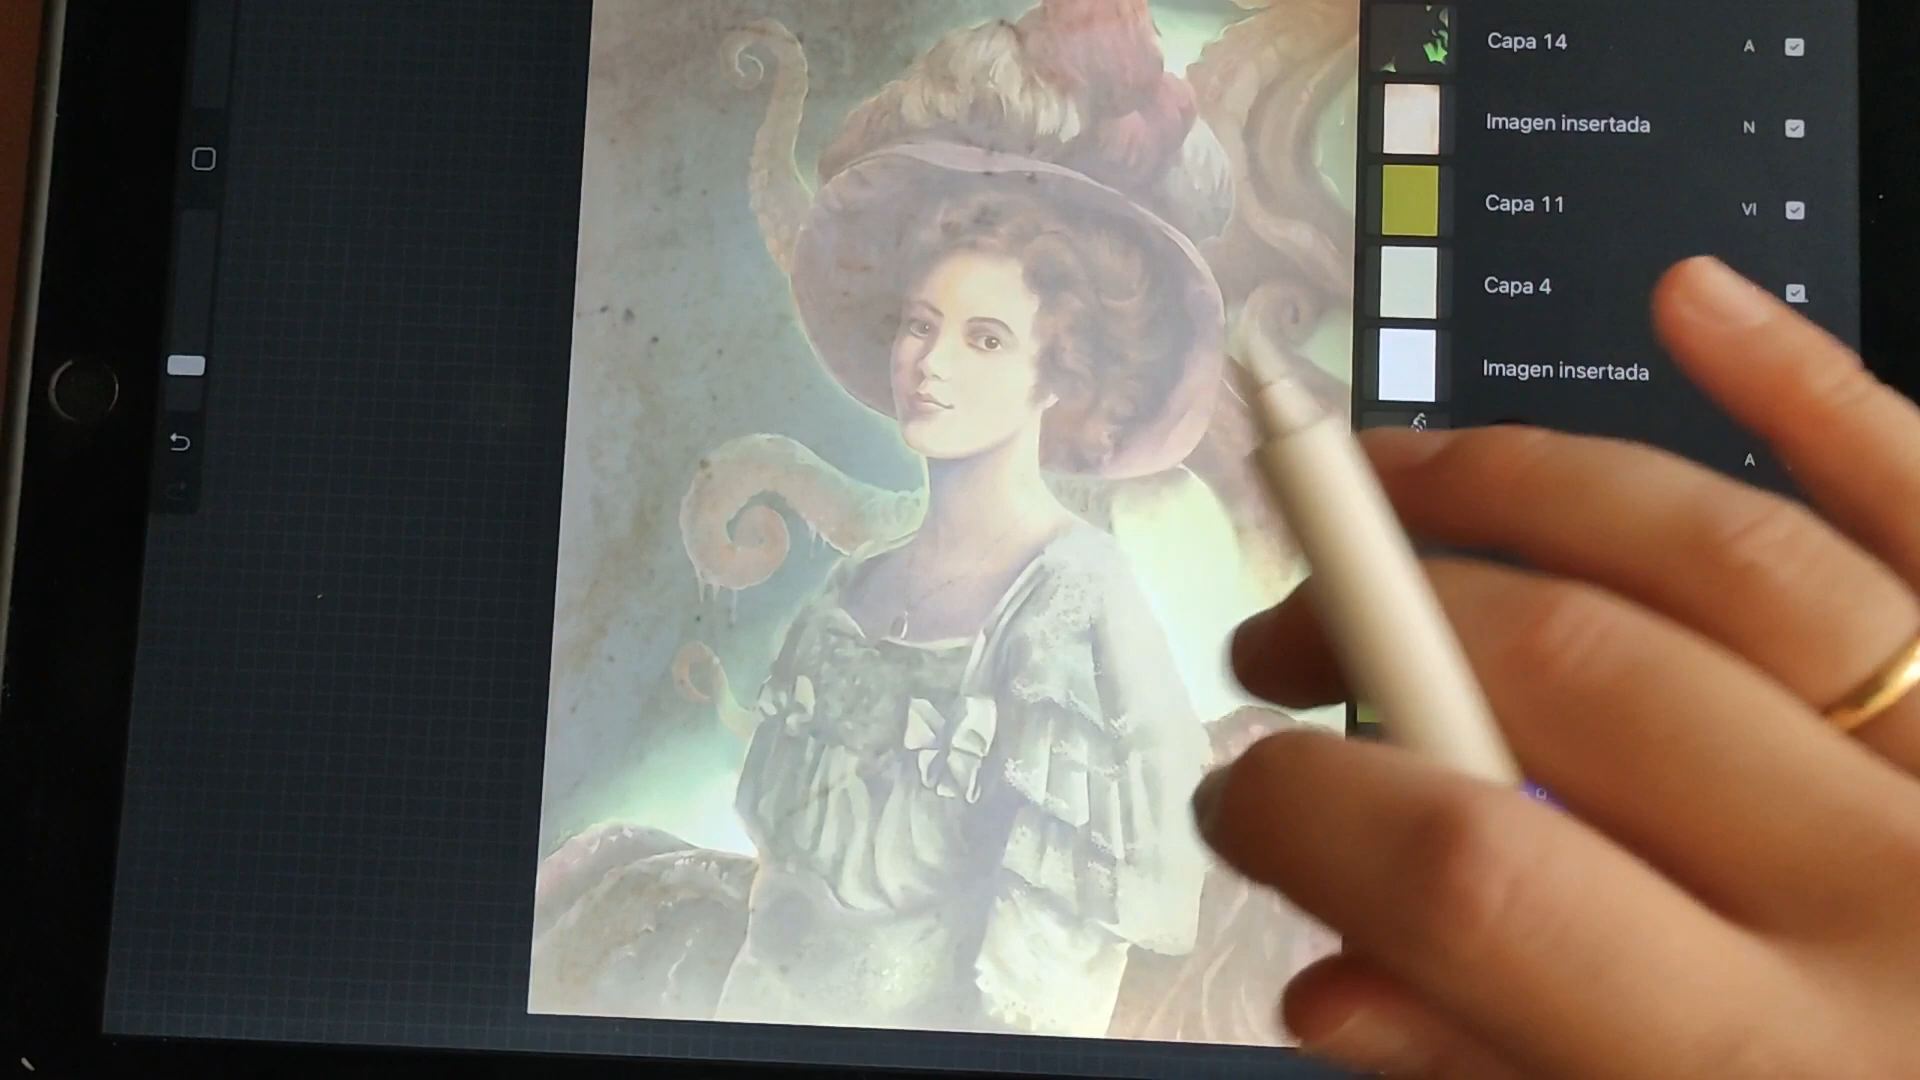 Capa 14 A
Imagen insertada N
Capa 11 VI
Capa 4
Imagen insertada
A